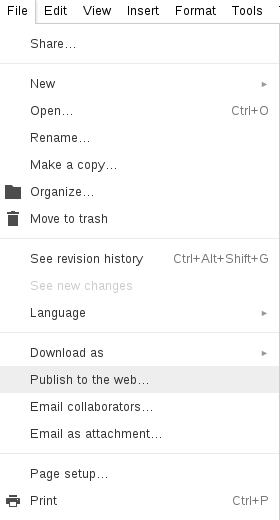 File Edit View Insert Format Tools
Share...
New
Open... Ctrl+O
Rename...
Make a copy...
Organize...
Move to trash
See revision history Ctrl+Alt+Shift+G
See new changes
Language
Download as
Publish to the web...
Email collaborators...
Email as attachment...
Page setup...
Print Ctrl+P